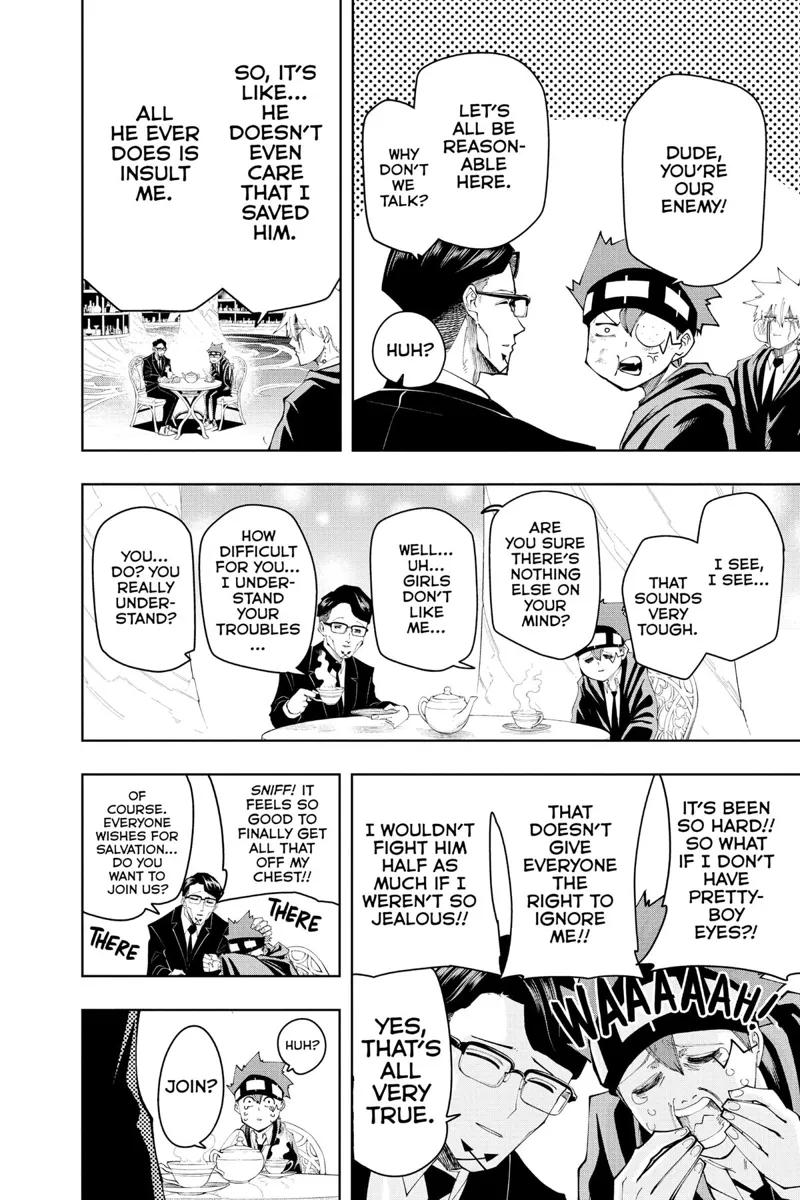 DUDE,
YOU'RE
OUR
ENEMY!
LET'S
ALL BE
REASON-
ABLE
HERE.
WHY
DON'T
WE
TALK?
HUH?
SO, IT'S
LIKE...
HE
DOESN'T
EVEN
CARE
THAT I
SAVED
HIM.
ALL
HE EVER
DOES IS
INSULT
ME.
I SEE,
I SEE...
THAT
SOUNDS
VERY
TOUGH.
ARE
YOU SURE
THERE'S
NOTHING
ELSE ON
YOUR
MIND?
WELL...
UH...
GIRLS
DON'T
LIKE
ME...
HOW
DIFFICULT
FOR YOU...
I UNDER-
STAND
YOUR
TROUBLES
...
YOU...
DO? YOU
REALLY
UNDER-
STAND?
IT'S BEEN
SO HARD!!
SO WHAT
IF I DON'T
HAVE
PRETTY-
BOY
EYES?!
THAT
DOESN'T
GIVE
EVERYONE
THE
RIGHT TO
IGNORE
ME!!
I WOULDN'T
FIGHT HIM
HALF AS
MUCH IF I
WEREN'T SO
JEALOUS!!
WAAAAAH!
YES,
THAT'S
ALL
VERY
TRUE.
SNIFF! IT
FEELS SO
GOOD TO
FINALLY GET
ALL THAT
OFF MY
CHEST!!
OF
COURSE.
EVERYONE
WISHES FOR
SALVATION...
DO YOU
WANT TO
JOIN US?
THERE
THERE
HUH?
JOIN?